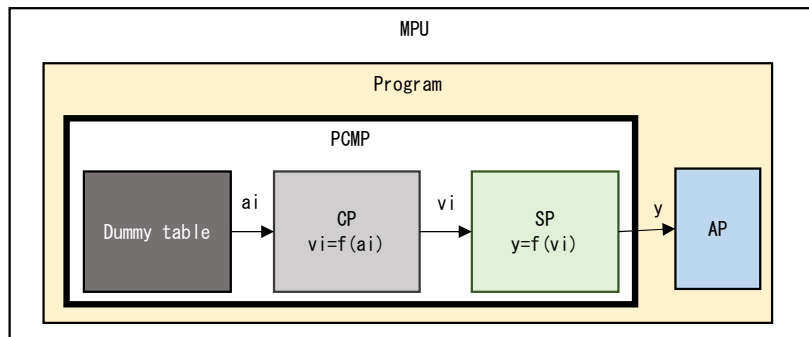 MPU
Program
PCMP
Dummy table
ai
CP
vi=f(ai)
vi
SP
y=f(vi)
y
AP